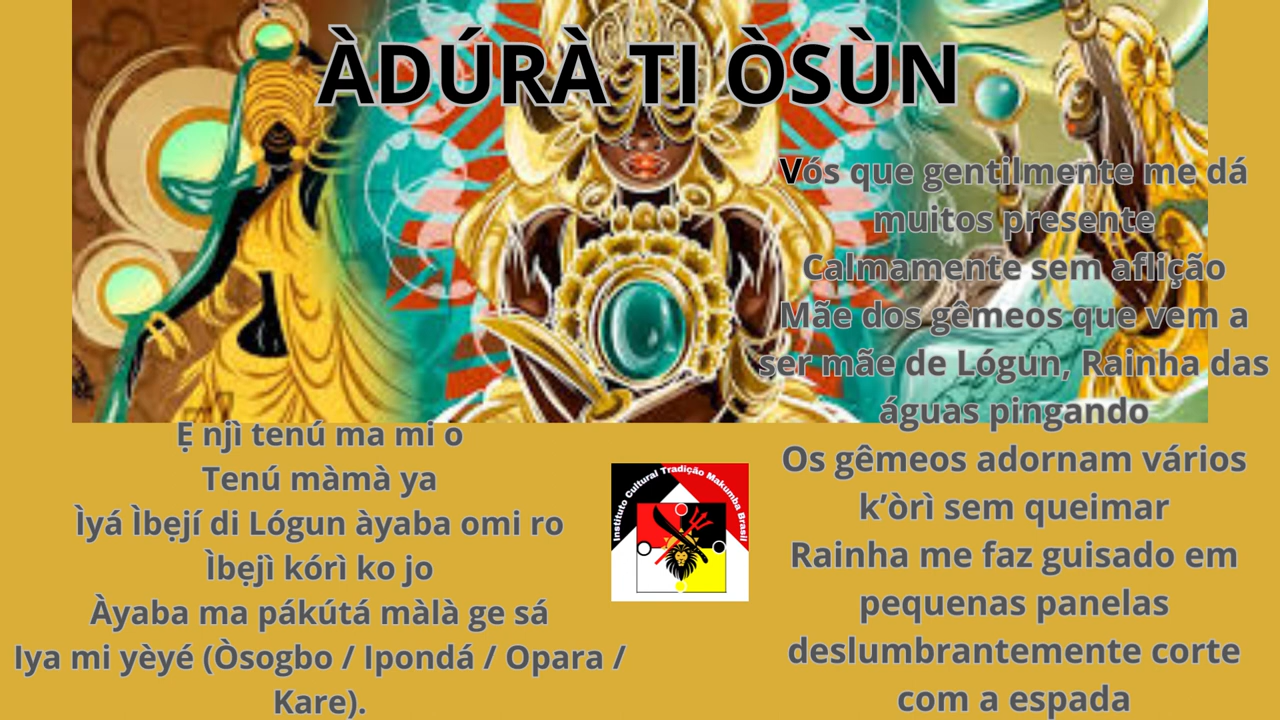 ÀDÚRÀ TI ÒSÙN
Ẹ njì tenú ma mi o
Tenú màmà ya
Ìyá Ìbẹjí di Lógun àyaba omi ro
Ìbẹjì kórì ko jo
Àyaba ma pákútá màlà ge sá
Iya mi yèyé (Òsogbo / Ipondá / Opara /
Kare).
Instituto Cultural Tradição Makumba Brasil
Vós que gentilmente me dá
muitos presente
Calmamente sem aflição
Mãe dos gêmeos que vem a
ser mãe de Lógun, Rainha das
águas pingando
Os gêmeos adornam vários
k’òrì sem queimar
Rainha me faz guisado em
pequenas panelas
deslumbrantemente corte
com a espada